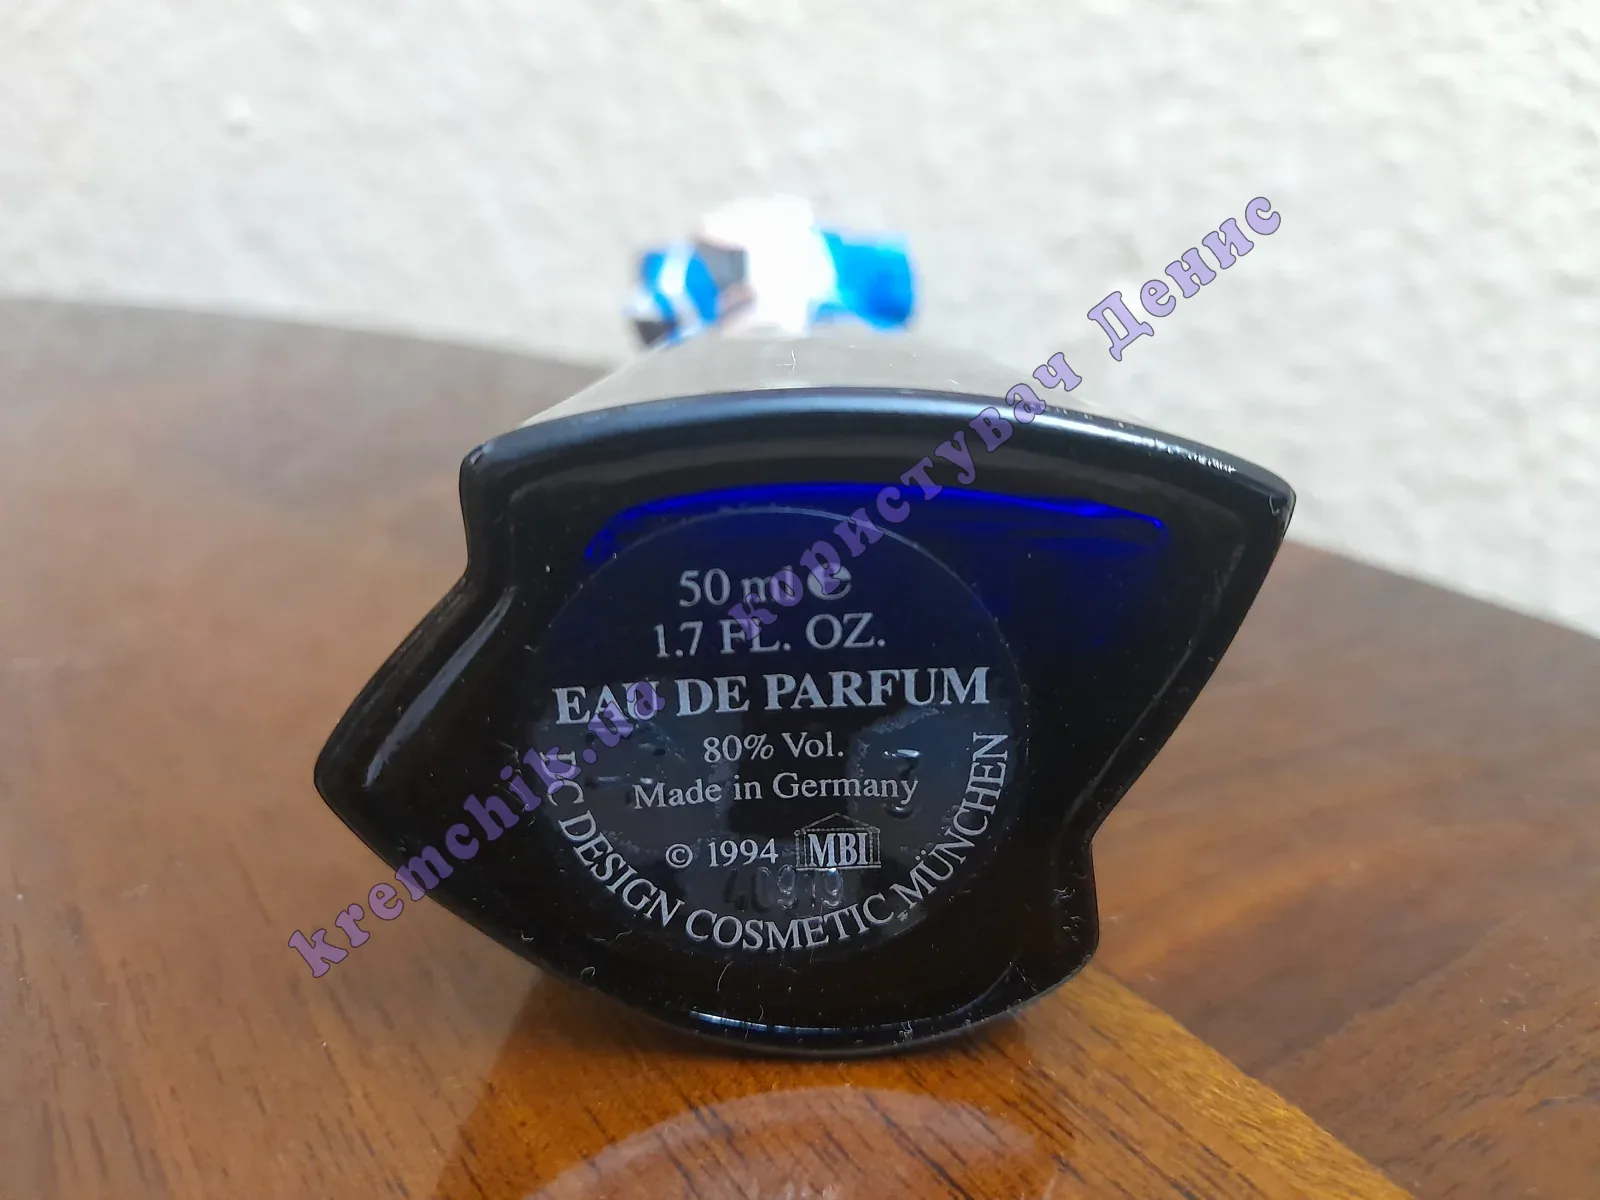 50 ml ℮
1.7 FL. OZ.
EAU DE PARFUM
80% Vol.
Made in Germany
© 1994 MBI
40919
DESIGN COSMETIC MÜNCHEN
kremchik.ua користувач Денис